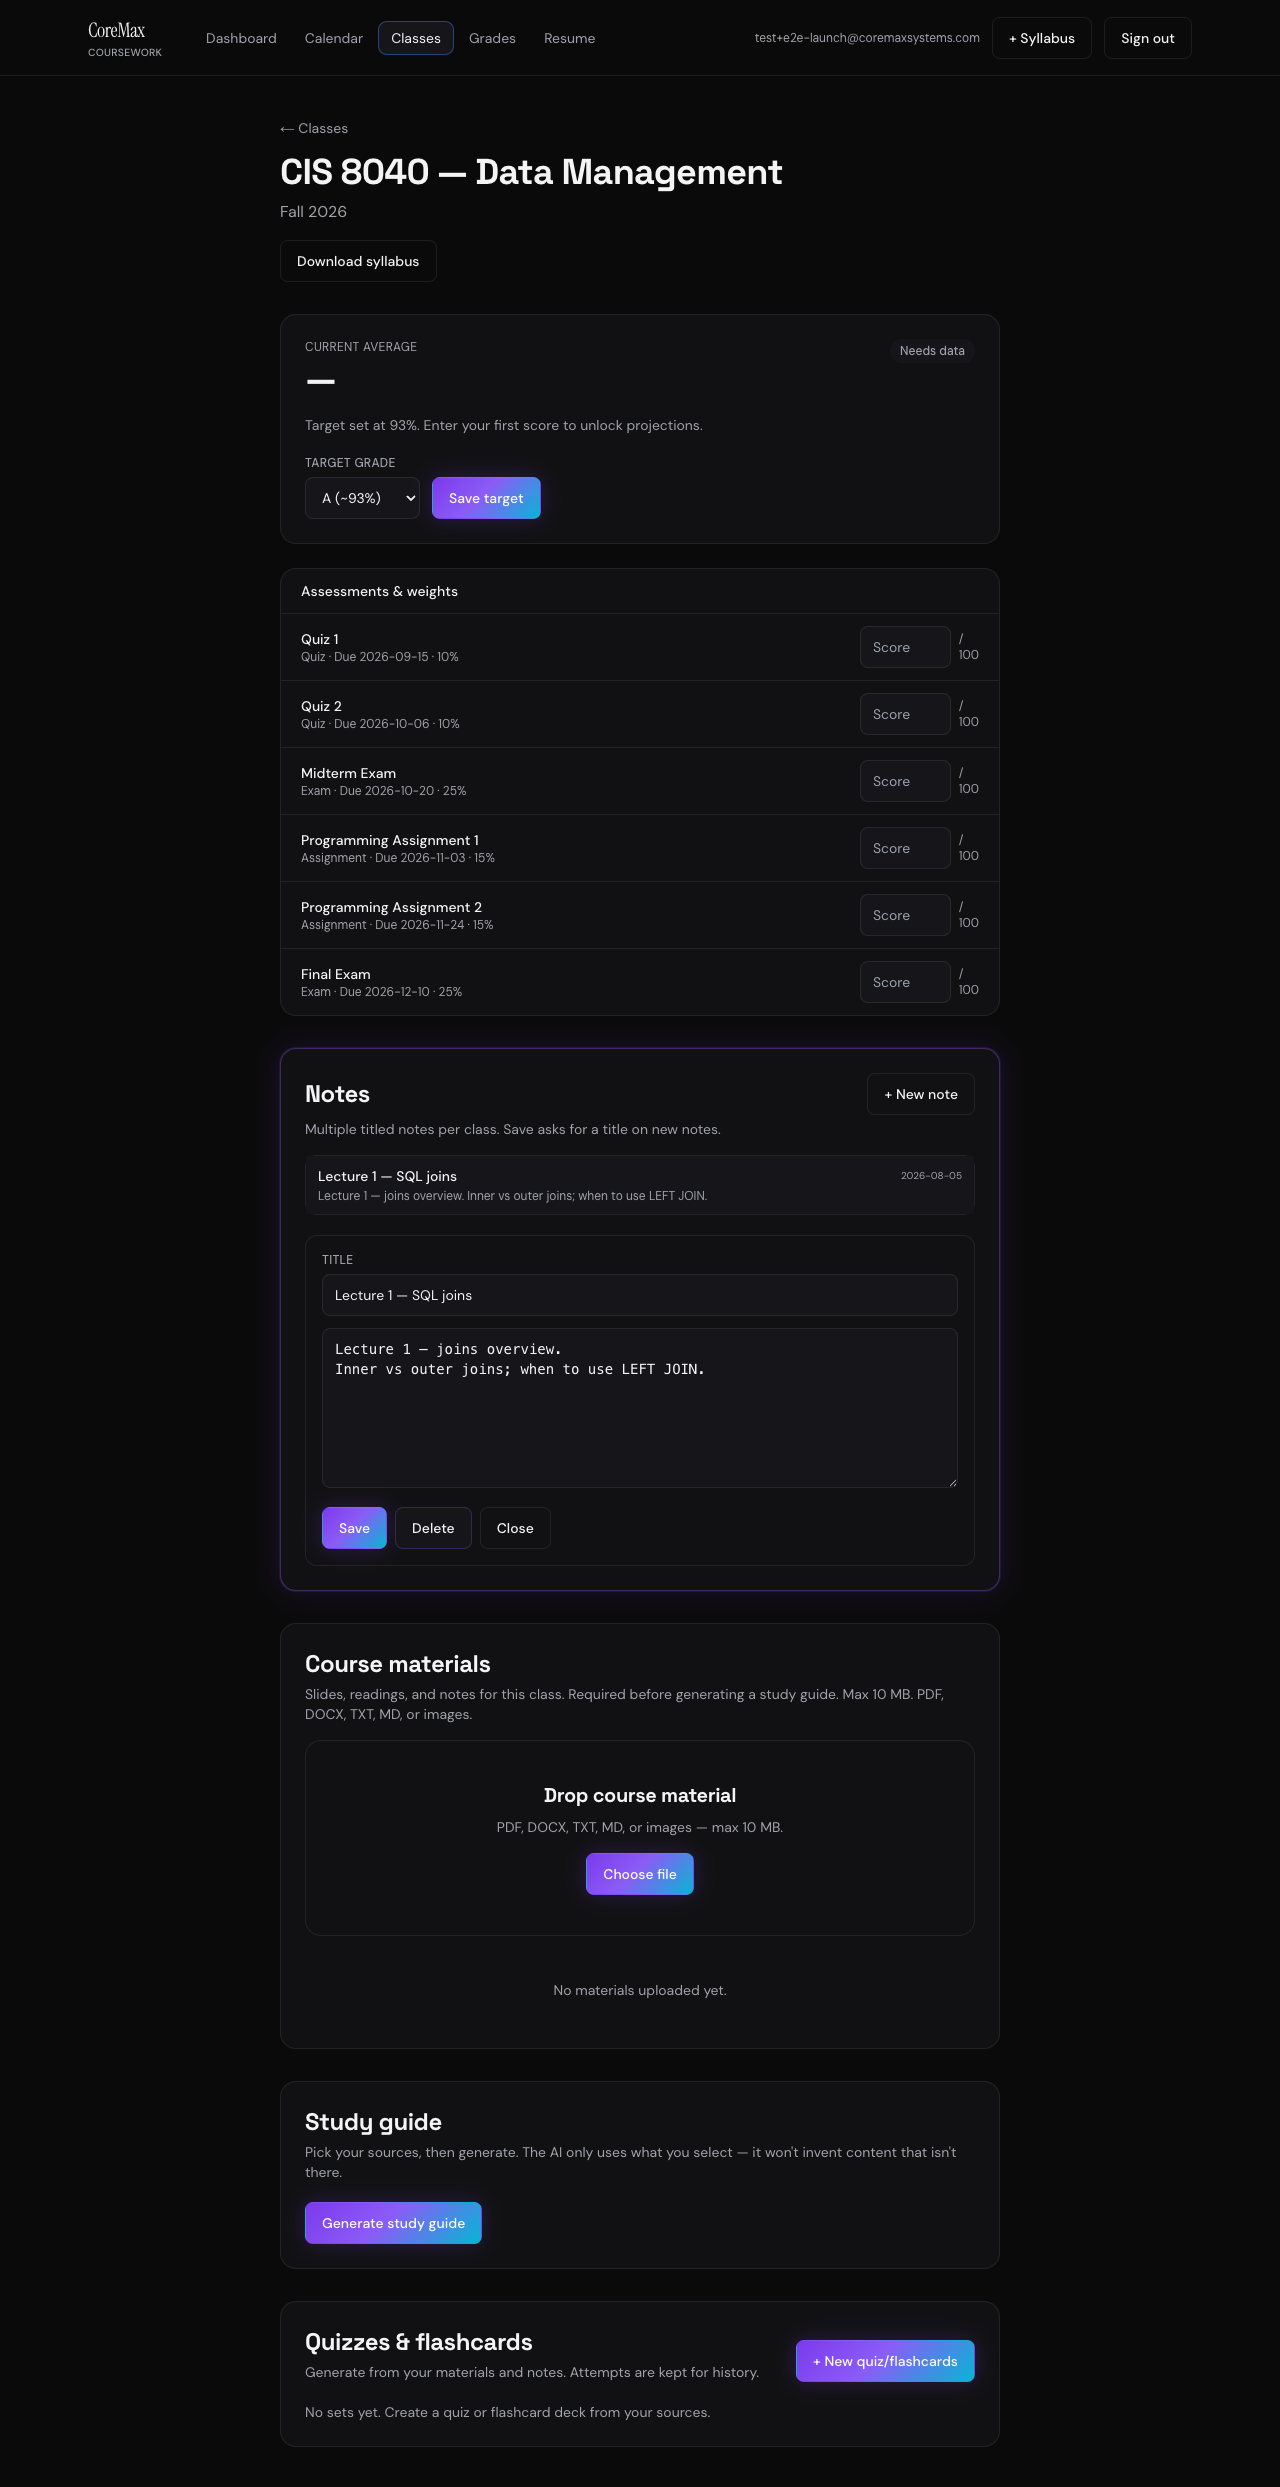 CoreMax
COURSEWORK
Dashboard
Calendar
Classes
Grades
Resume
test+e2e-launch@coremaxsystems.com
+ Syllabus
Sign out
← Classes
CIS 8040 — Data Management
Fall 2026
Download syllabus
CURRENT AVERAGE
Needs data
—
Target set at 93%. Enter your first score to unlock projections.
TARGET GRADE
A (~93%)
Save target
Assessments & weights
Quiz 1
Quiz · Due 2026-09-15 · 10%
Score
/
100
Quiz 2
Quiz · Due 2026-10-06 · 10%
Score
/
100
Midterm Exam
Exam · Due 2026-10-20 · 25%
Score
/
100
Programming Assignment 1
Assignment · Due 2026-11-03 · 15%
Score
/
100
Programming Assignment 2
Assignment · Due 2026-11-24 · 15%
Score
/
100
Final Exam
Exam · Due 2026-12-10 · 25%
Score
/
100
Notes
+ New note
Multiple titled notes per class. Save asks for a title on new notes.
Lecture 1 — SQL joins
2026-08-05
Lecture 1 — joins overview. Inner vs outer joins; when to use LEFT JOIN.
TITLE
Lecture 1 — SQL joins
Lecture 1 — joins overview.
Inner vs outer joins; when to use LEFT JOIN.
Save
Delete
Close
Course materials
Slides, readings, and notes for this class. Required before generating a study guide. Max 10 MB. PDF,
DOCX, TXT, MD, or images.
Drop course material
PDF, DOCX, TXT, MD, or images — max 10 MB.
Choose file
No materials uploaded yet.
Study guide
Pick your sources, then generate. The AI only uses what you select — it won't invent content that isn't
there.
Generate study guide
Quizzes & flashcards
Generate from your materials and notes. Attempts are kept for history.
+ New quiz/flashcards
No sets yet. Create a quiz or flashcard deck from your sources.